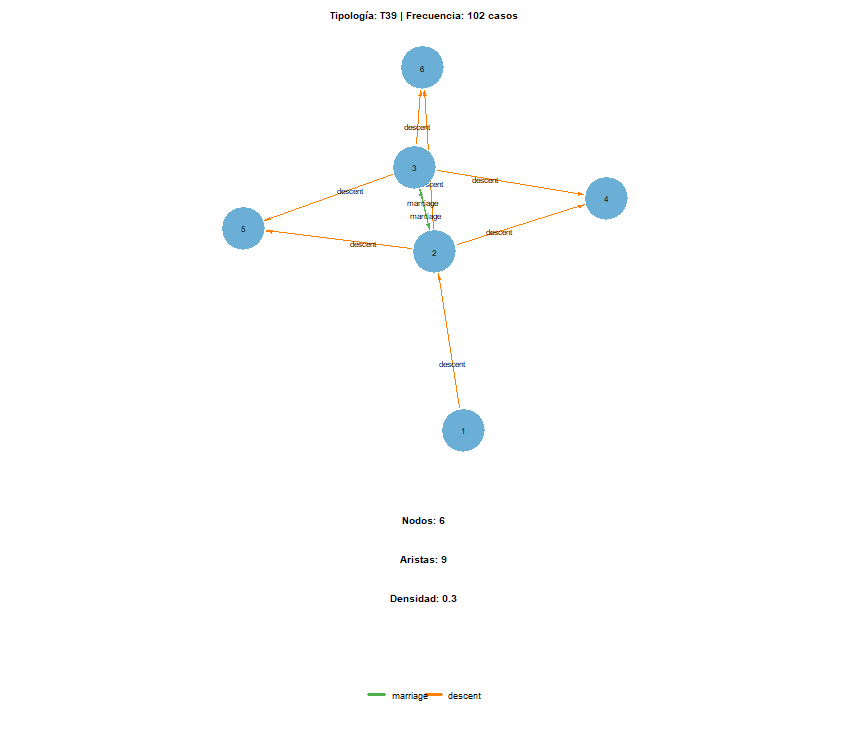 Tipología: T39 | Frecuencia: 102 casos
6
descent
3
descent
descent
scent
4
marriage
marriage
5
descent
descent
2
descent
1
Nodos: 6
Aristas: 9
Densidad: 0.3
marriage descent